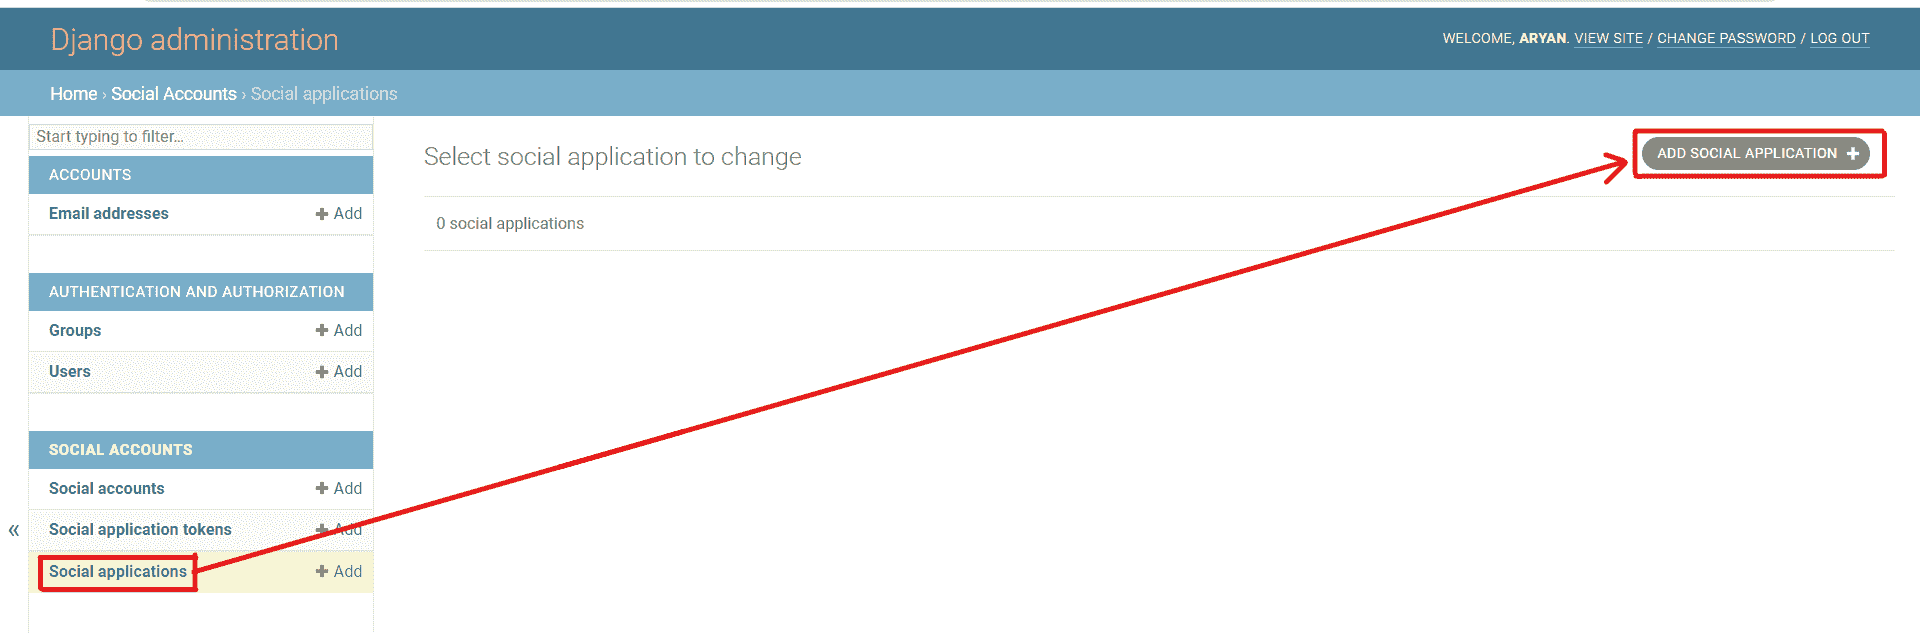 Django administration
WELCOME, ARYAN. VIEW SITE / CHANGE PASSWORD / LOG OUT
Home › Social Accounts › Social applications
Start typing to filter...
ACCOUNTS
Email addresses + Add
AUTHENTICATION AND AUTHORIZATION
Groups + Add
Users + Add
SOCIAL ACCOUNTS
Social accounts + Add
«
Social application tokens + Add
Social applications + Add
Select social application to change
ADD SOCIAL APPLICATION +
0 social applications